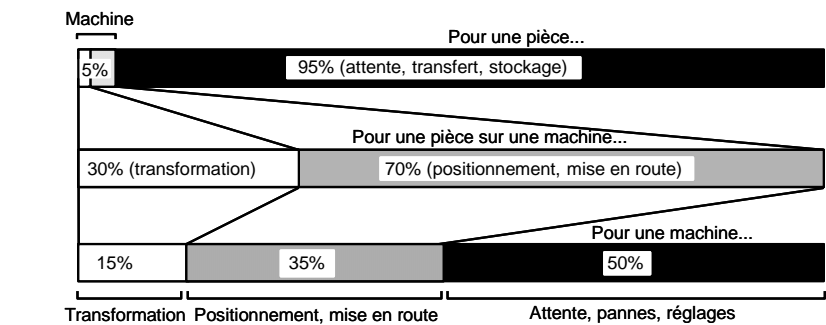 Machine
Pour une pièce...
5%
95% (attente, transfert, stockage)
Pour une pièce sur une machine...
30% (transformation)
70% (positionnement, mise en route)
Pour une machine...
15%
35%
50%
Transformation
Positionnement, mise en route
Attente, pannes, réglages